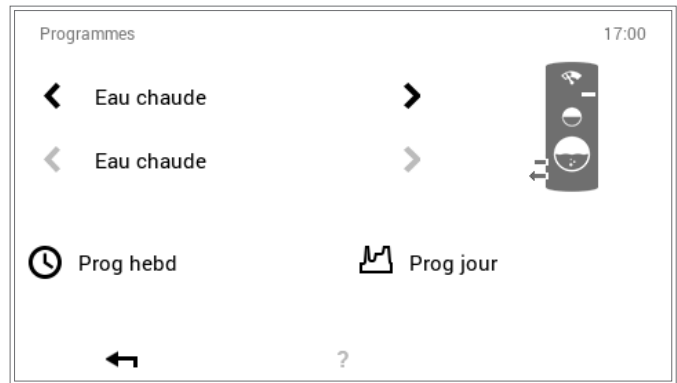 Programmes 17:00
Eau chaude
Eau chaude
Prog hebd Prog jour
?